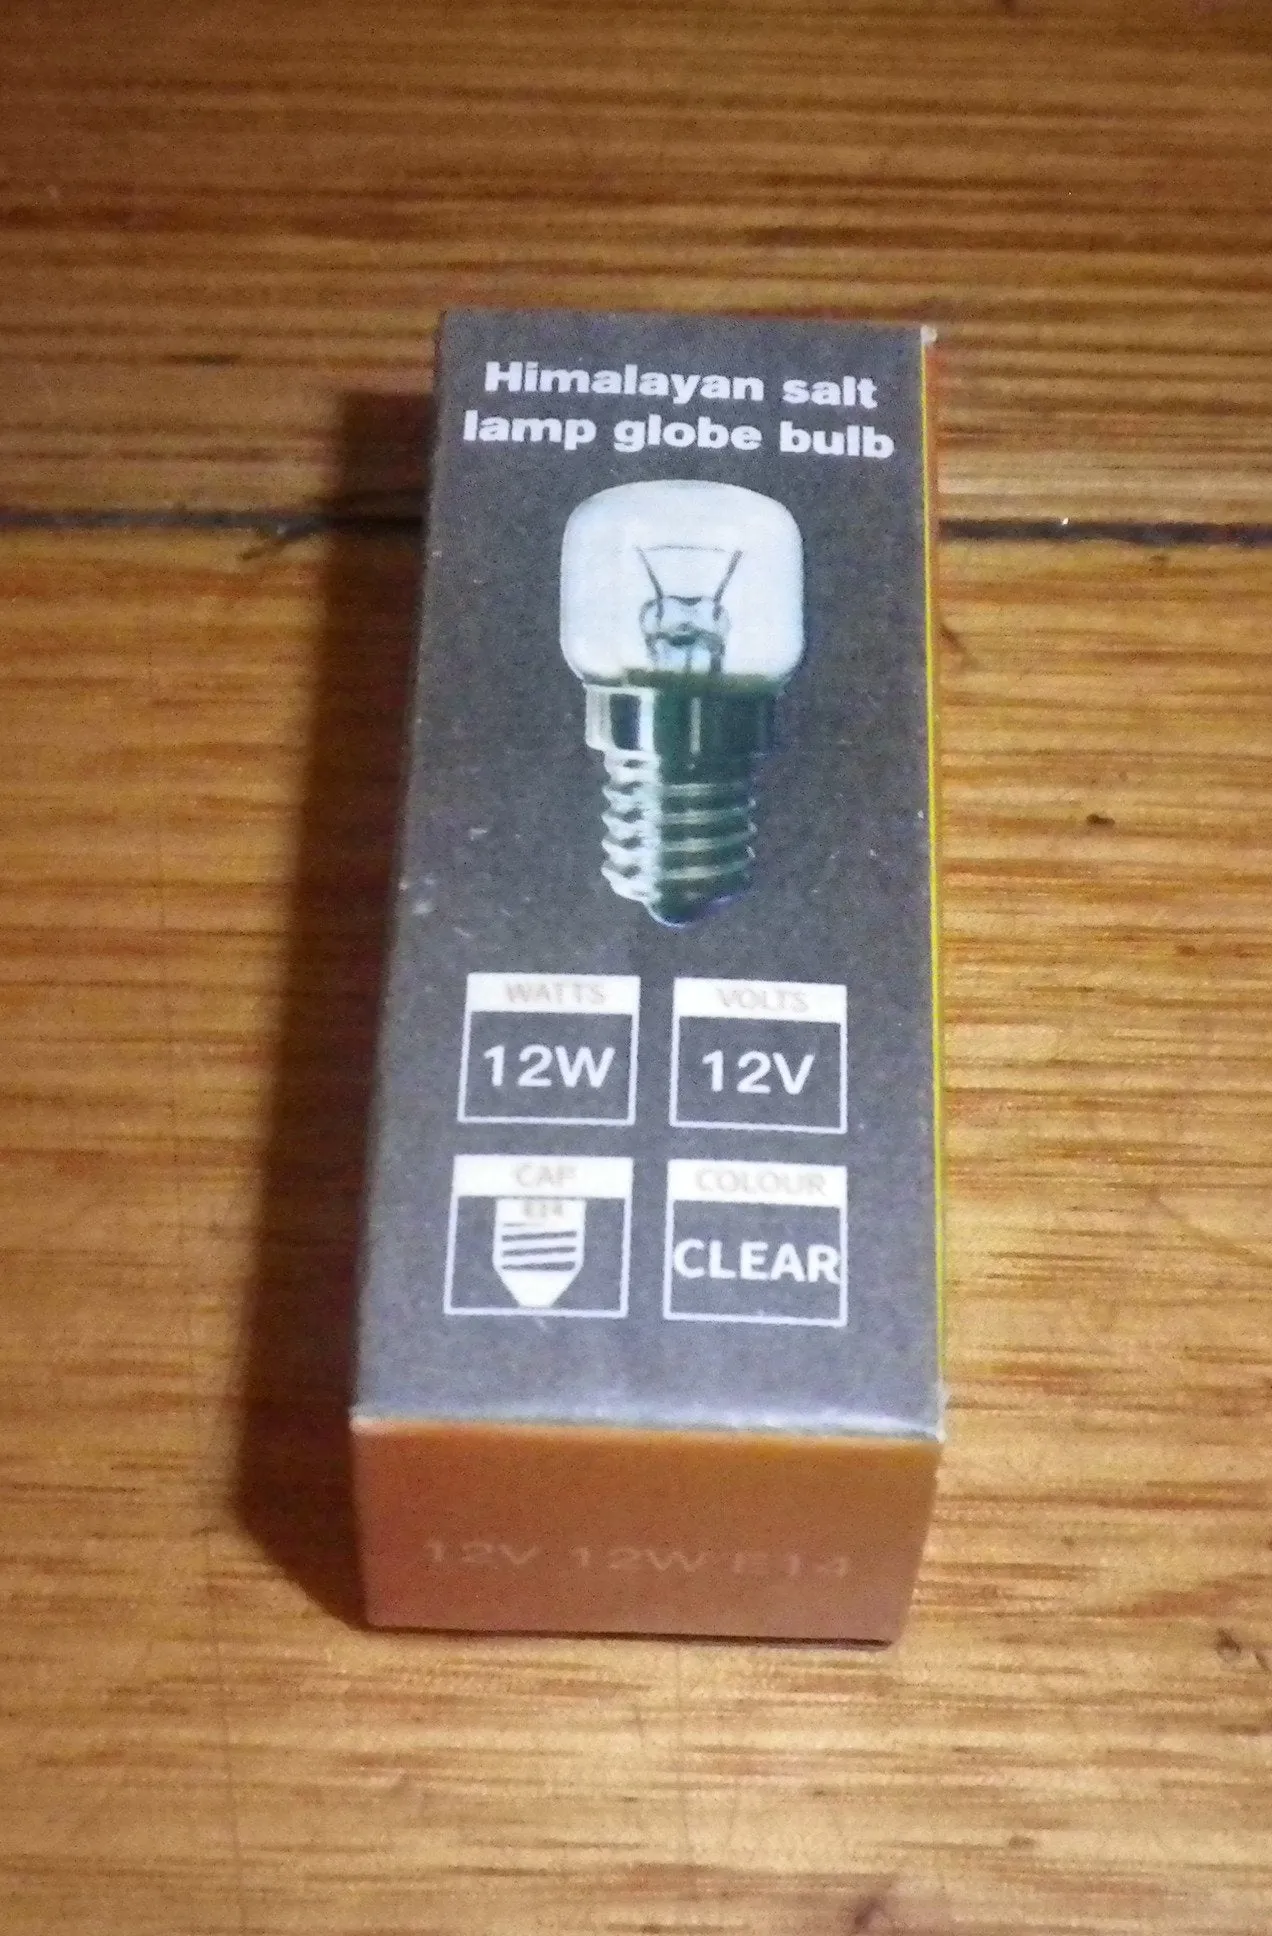 Himalayan salt
lamp globe bulb
WATTS
12W
VOLTS
12V
CAP
E14
COLOUR
CLEAR
12V 12W E14